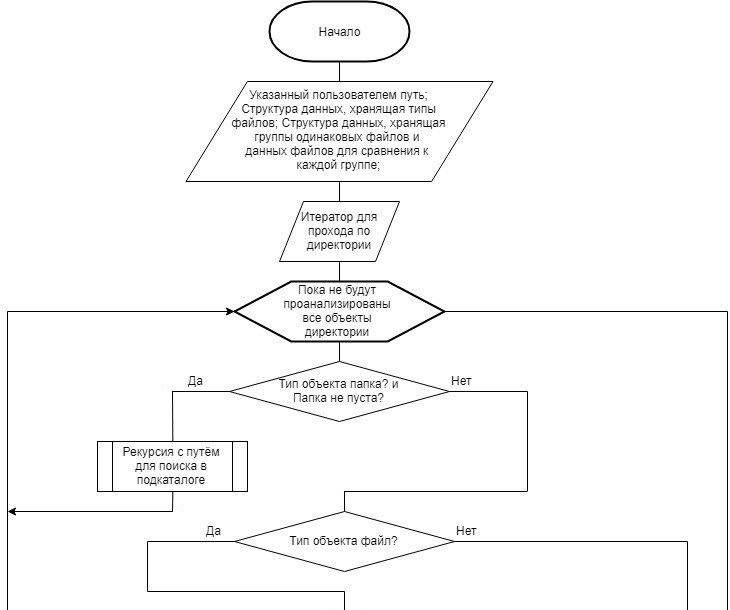 Начало
Указанный пользователем путь;
Структура данных, хранящая типы
файлов; Структура данных, хранящая
группы одинаковых файлов и
данных файлов для сравнения к
каждой группе;
Итератор для
прохода по
директории
Пока не будут
проанализированы
все объекты
директории
Да
Тип объекта папка? и
Папка не пуста?
Нет
Рекурсия с путём
для поиска в
подкаталоге
Да
Тип объекта файл?
Нет